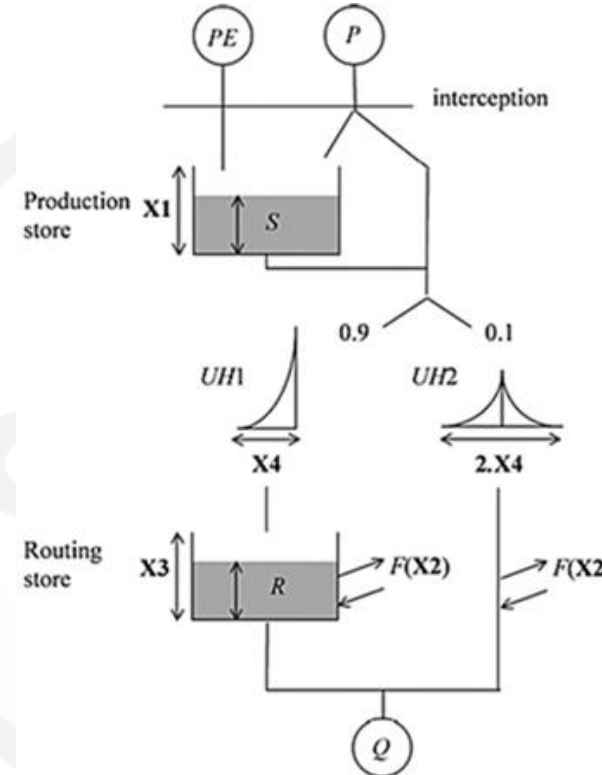 PE
P
interception
Production
store
X1
S
0.9
0.1
UH1
UH2
X4
2.X4
Routing
store
X3
R
F(X2)
F(X2
Q